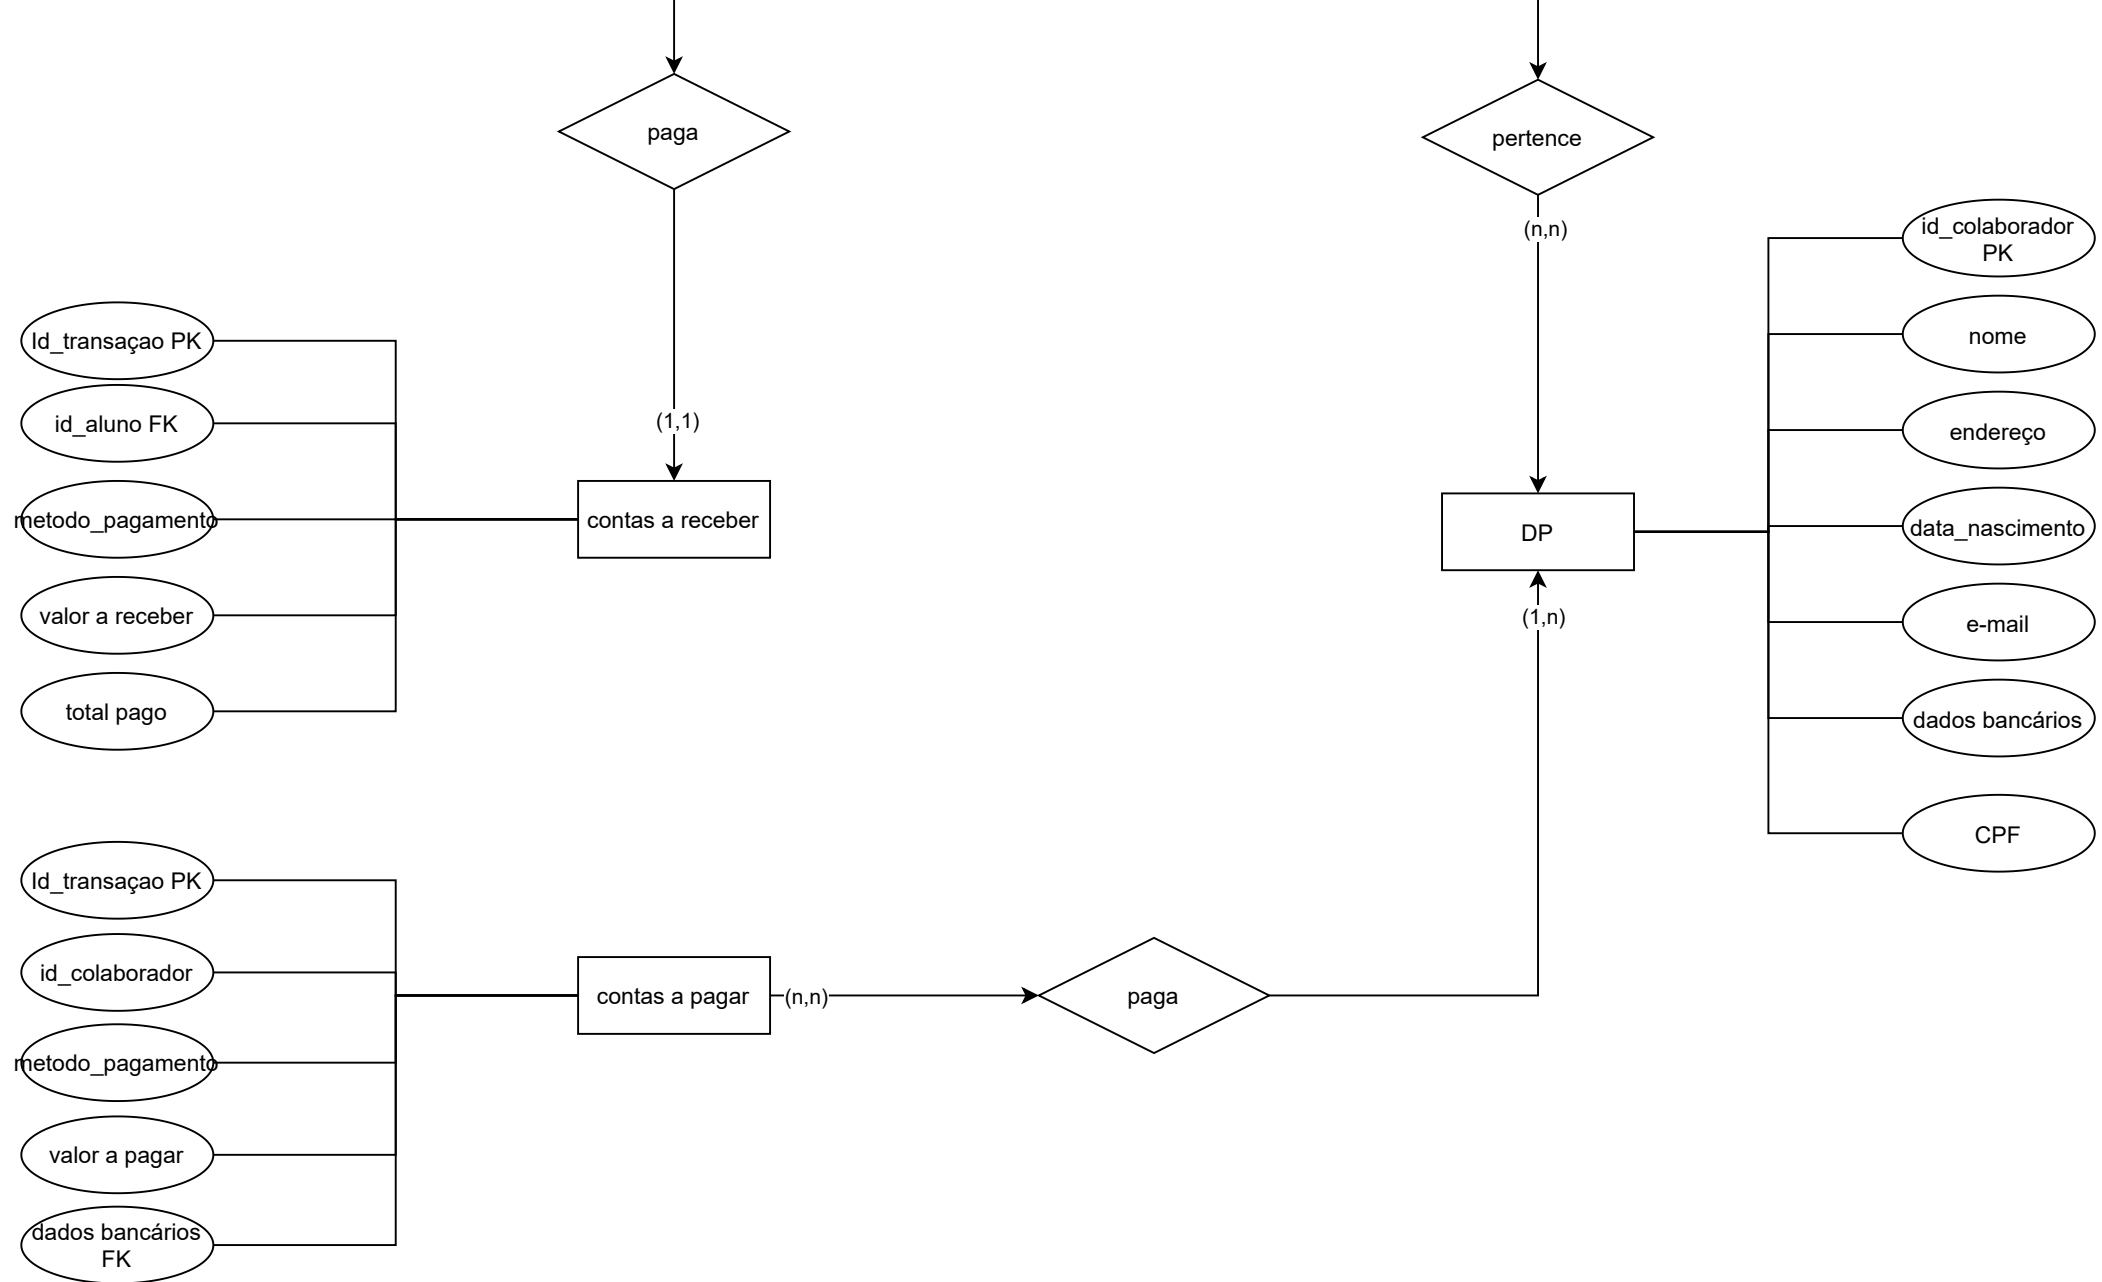 paga
pertence
(n,n)
id_colaborador
PK
nome
Id_transaçao PK
id_aluno FK
(1,1)
endereço
metodo_pagamento
contas a receber
DP
data_nascimento
valor a receber
(1,n)
e-mail
total pago
dados bancários
CPF
Id_transaçao PK
id_colaborador
contas a pagar
(n,n)
paga
metodo_pagamento
valor a pagar
dados bancários
FK